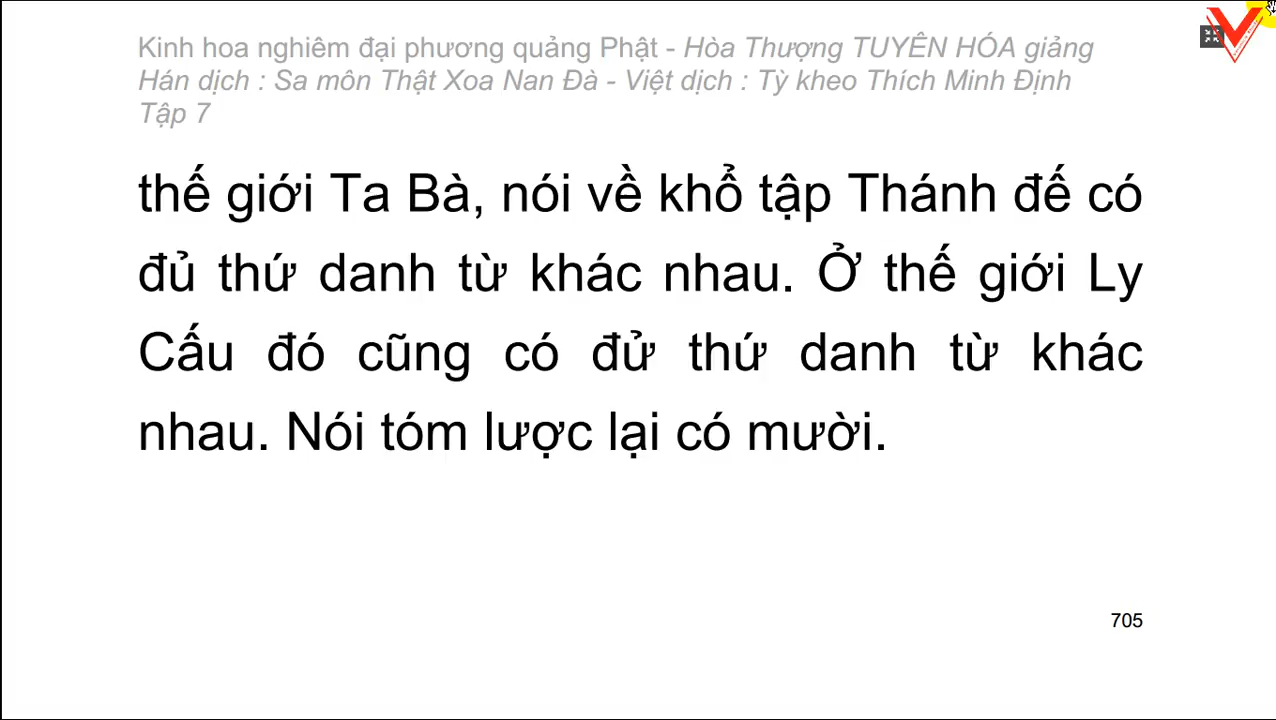 Kinh hoa nghiêm đại phương quảng Phật - Hòa Thượng TUYÊN HÓA giảng
Hán dịch : Sa môn Thật Xoa Nan Đà - Việt dịch : Tỳ kheo Thích Minh Định
Tập 7
thế giới Ta Bà, nói về khổ tập Thánh đế có
đủ thứ danh từ khác nhau. Ở thế giới Ly
Cấu đó cũng có đử thứ danh từ khác
nhau. Nói tóm lược lại có mười.
705